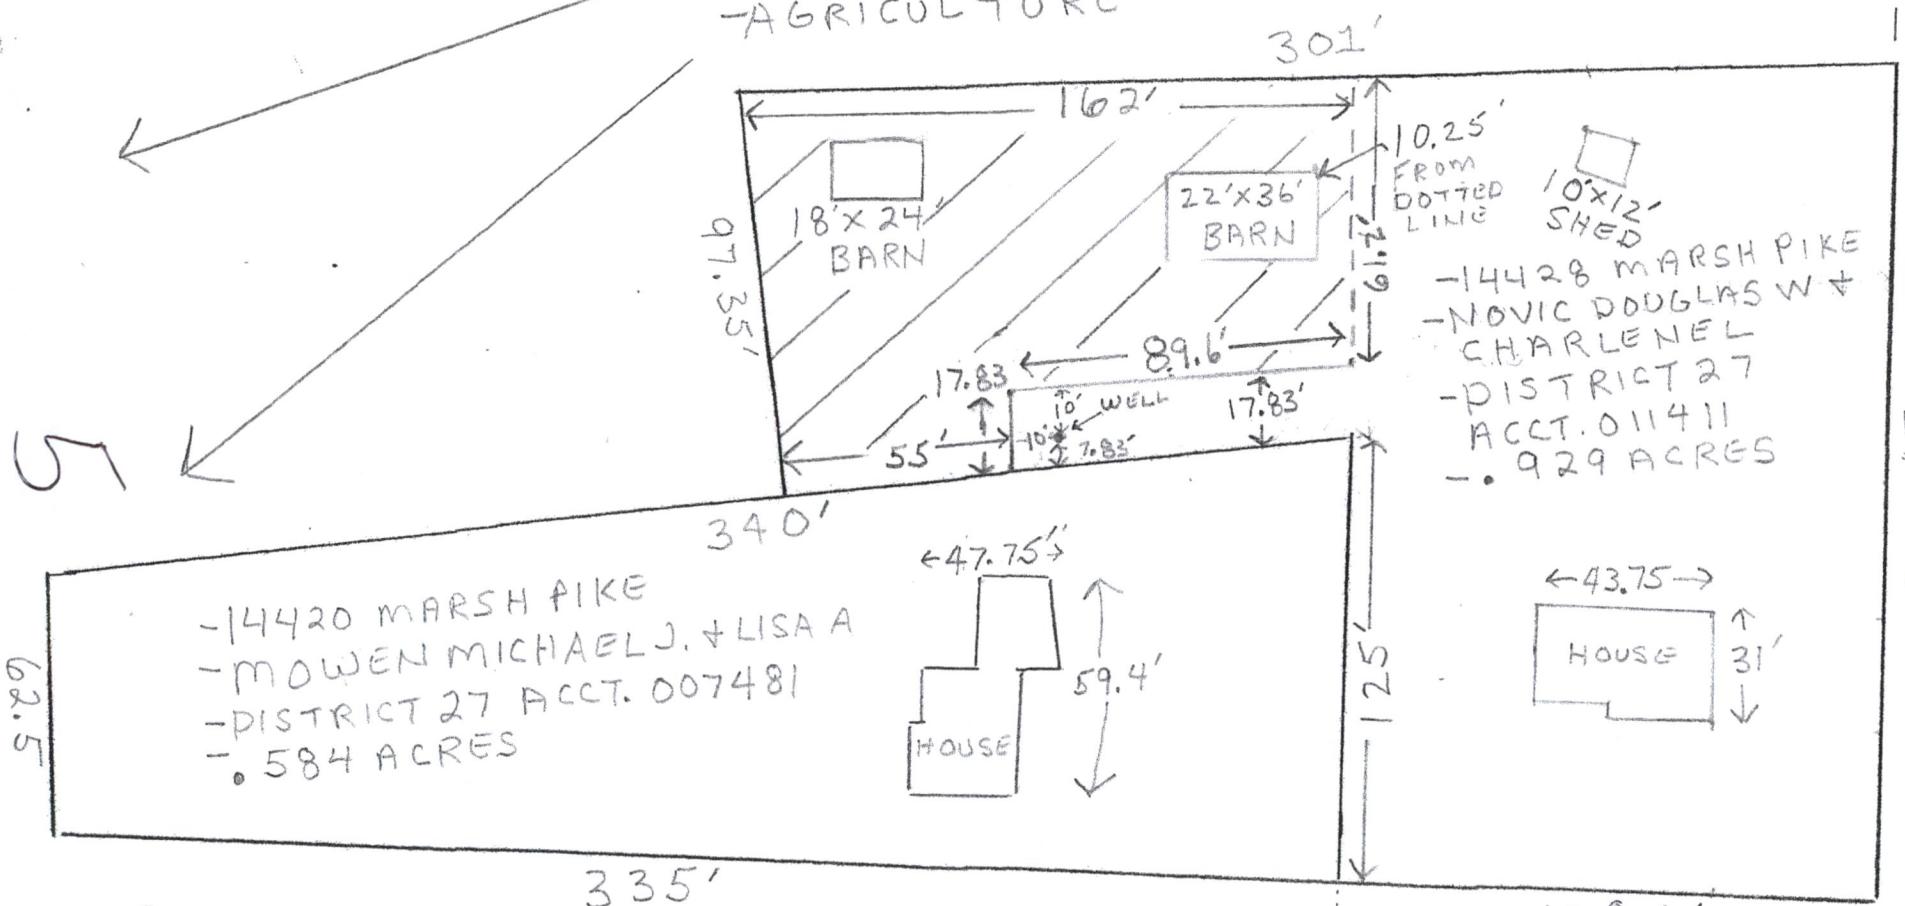 -AGRICULTURE
301'
162'
10.25'
FROM
DOTTED
LINE
22'X36'
BARN
18'X24'
BARN
10'X12'
SHED
97.35'
61.2'
-14428 MARSH PIKE
-NOVIC DOUGLAS W &
CHARLENE L
-DISTRICT 27
ACCT. 011411
-.929 ACRES
89.6'
17.83
10'
WELL
17.83'
55'
10'
7.83'
5
340'
47.75'
-14420 MARSH PIKE
-MOWEN MICHAEL J. & LISA A
-DISTRICT 27 ACCT. 007481
-.584 ACRES
59.4'
HOUSE
62.5
125'
43.75
HOUSE
31'
335'